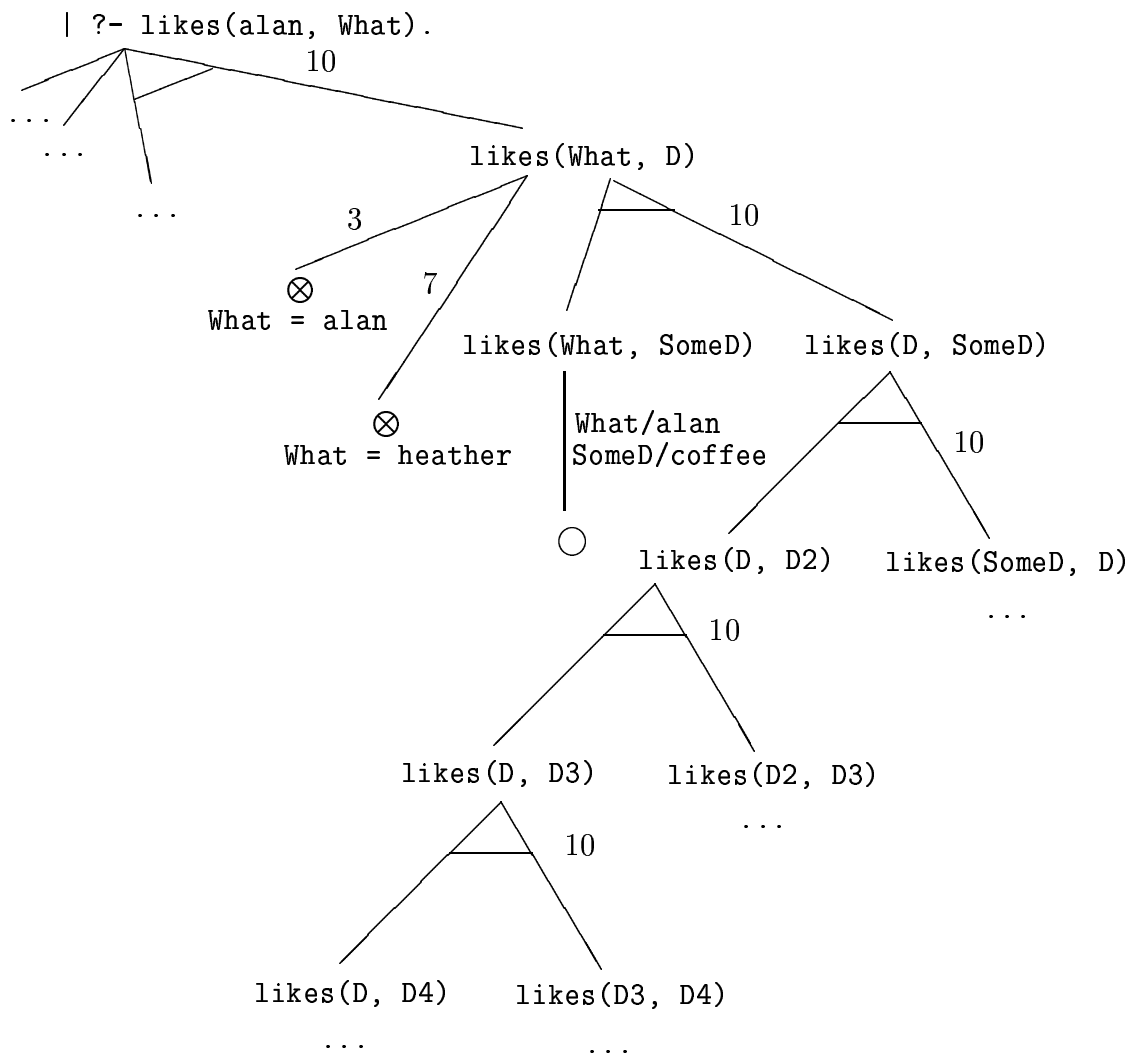 | ?- likes(alan, What).
10
...
...
...
likes(What, D)
3
10
7
What = alan
likes(What, SomeD)
likes(D, SomeD)
What/alan
SomeD/coffee
10
What = heather
likes(D, D2)
likes(SomeD, D)
...
10
likes(D, D3)
likes(D2, D3)
...
10
likes(D, D4)
likes(D3, D4)
...
...